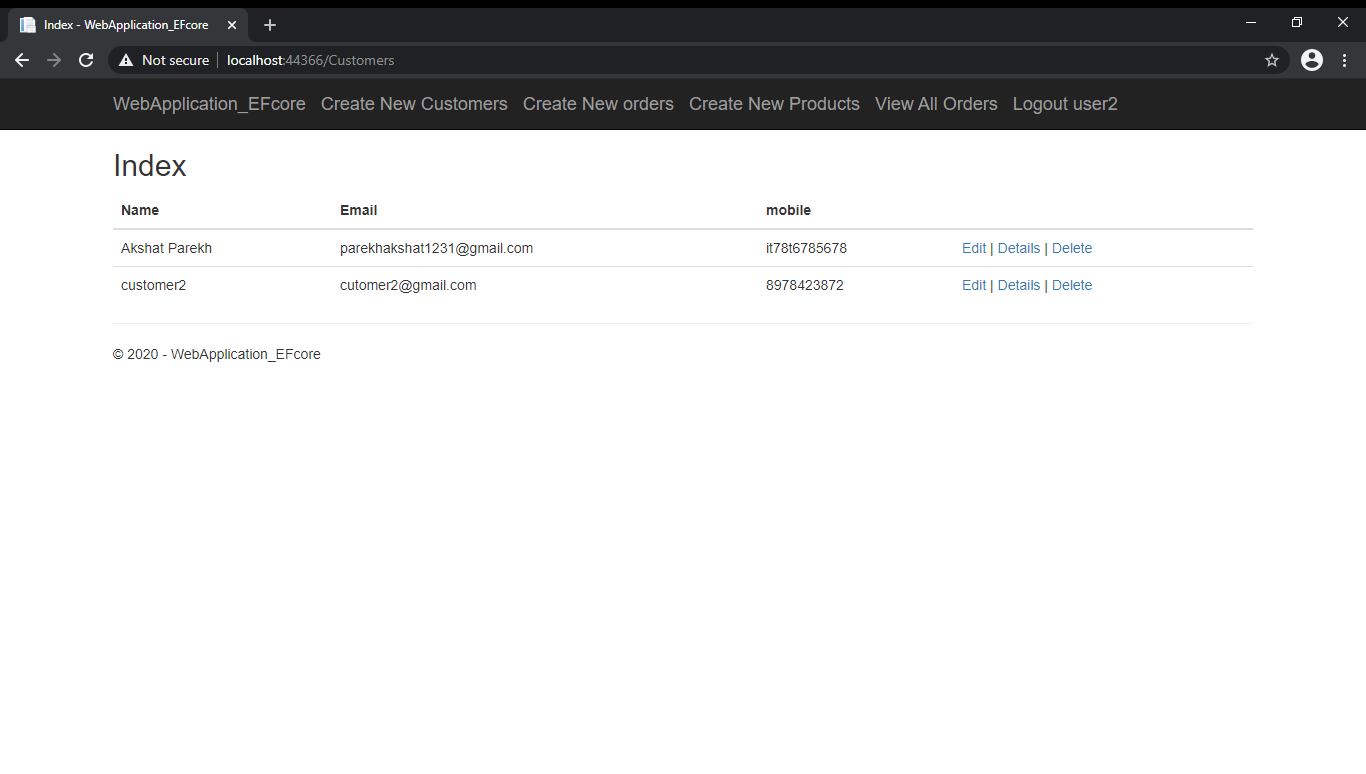 Index - WebApplication_EFcore
Not secure localhost:44366/Customers
WebApplication_EFcore Create New Customers Create New orders Create New Products View All Orders Logout user2
Index
Name Email mobile
Akshat Parekh parekhakshat1231@gmail.com it78t6785678 Edit | Details | Delete
customer2 cutomer2@gmail.com 8978423872 Edit | Details | Delete
© 2020 - WebApplication_EFcore